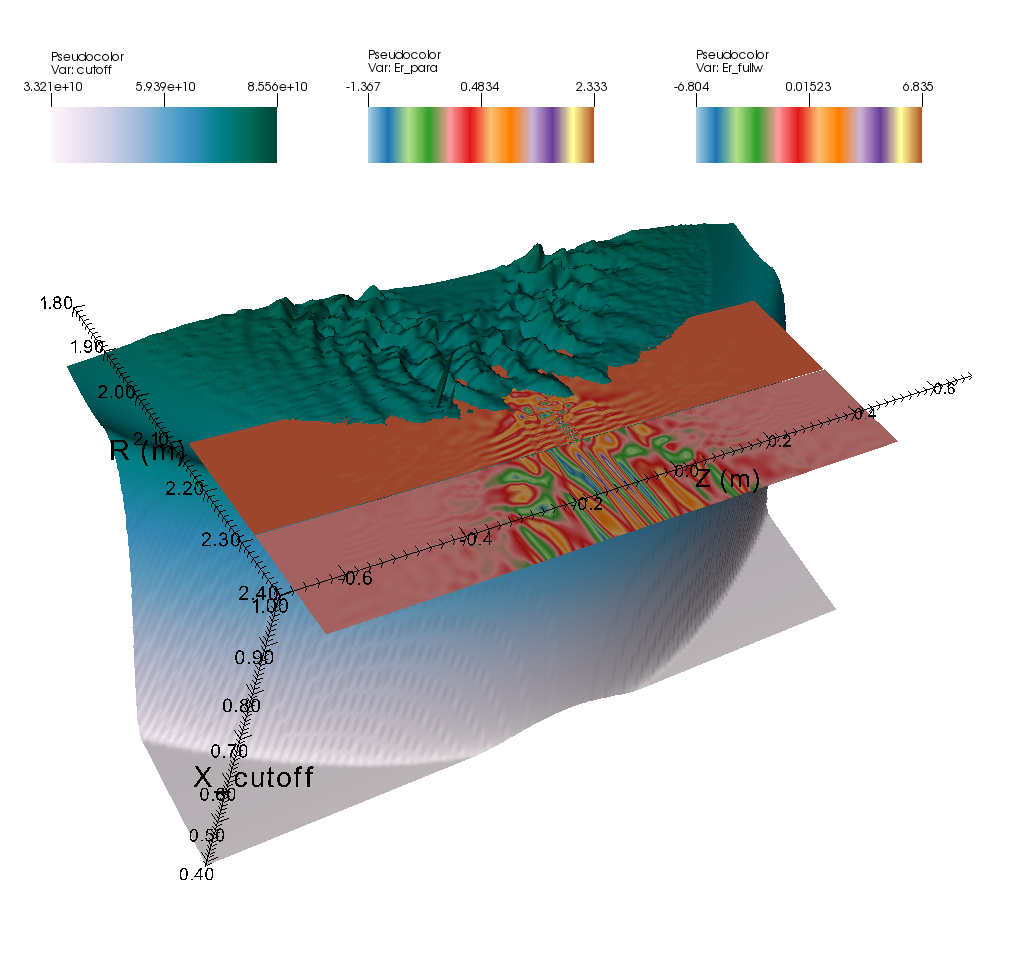 Pseudocolor
Var: cutoff
3.321e+10 5.939e+10 8.556e+10
Pseudocolor
Var: Er_para
-1.367 0.4834 2.333
Pseudocolor
Var: Er_fullw
-6.804 0.01523 6.835
1.80
1.90
2.00
2.10
R (m)
2.20
2.30
2.40
-0.6
-0.4
-0.2
0.0
Z (m)
0.2
0.4
0.6
1.00
0.90
0.80
0.70
X cutoff
0.60
0.50
0.40